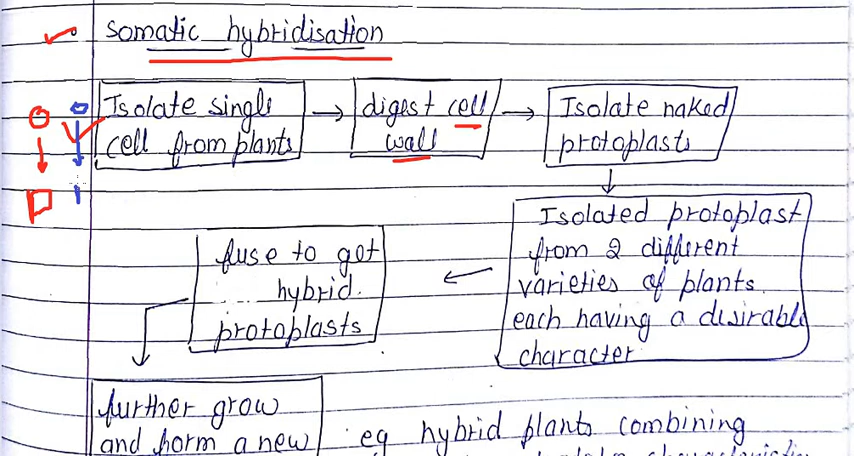 somatic hybridisation
Isolate single
cell from plants
digest cell
wall
Isolate naked
protoplasts
Isolated protoplast
from 2 different
varieties of plants
each having a desirable
character
fuse to get
hybrid
protoplasts
further grow
and form a new
eg hybrid plants combining